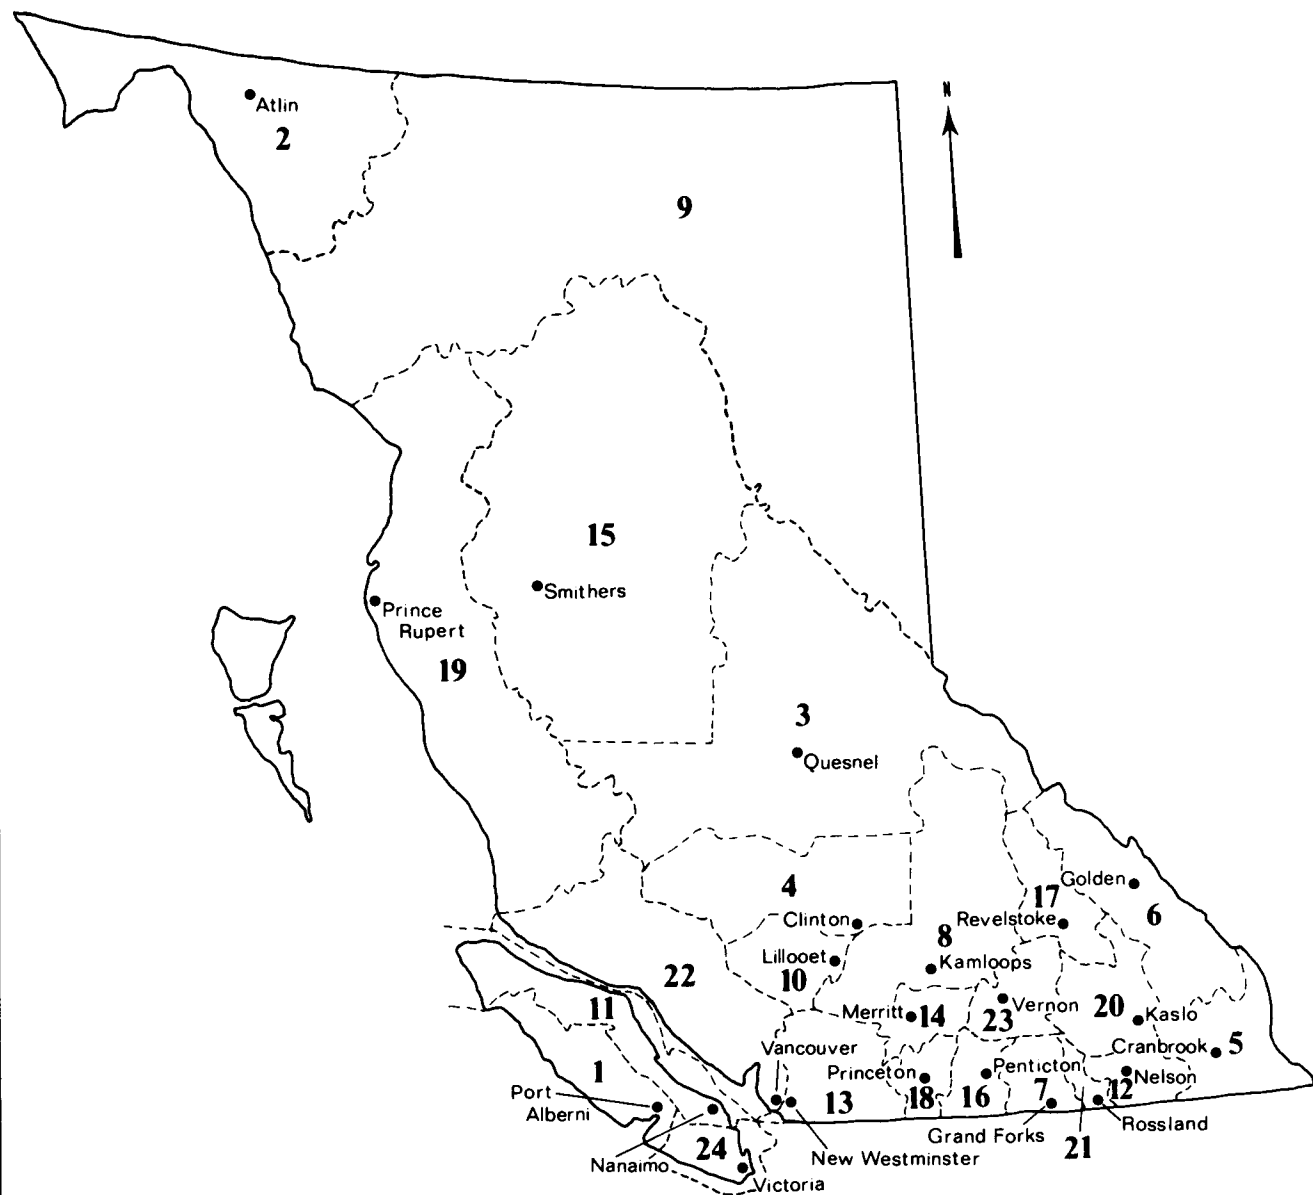 Atlin
2
N
9
15
Smithers
Prince
Rupert
19
3
Quesnel
4
Golden
17
6
Clinton
Revelstoke
8
Lillooet
Kamloops
10
22
11
Merritt
14
23
Vernon
20
Kaslo
Vancouver
Cranbrook
5
1
Princeton
Penticton
Nelson
Port
Alberni
13
18
16
7
12
Grand Forks
21
Rossland
24
Nanaimo
New Westminster
Victoria